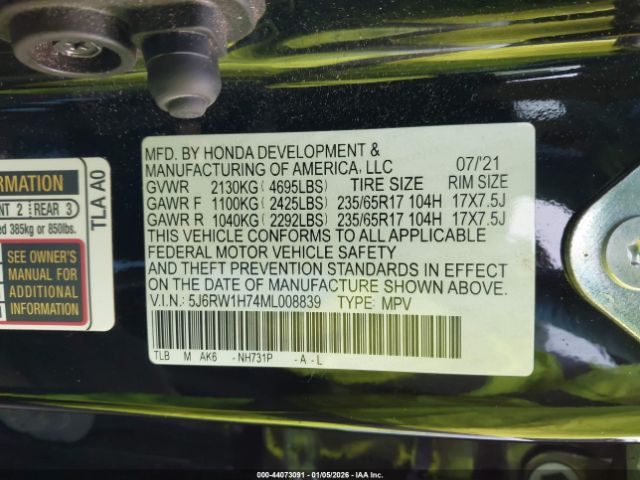 MFD. BY HONDA DEVELOPMENT &
MANUFACTURING OF AMERICA, LLC 07/'21
GVWR 2130KG(4695LBS) TIRE SIZE RIM SIZE
GAWR F 1100KG(2425LBS) 235/65R17 104H 17X7.5J
GAWR R 1040KG(2292LBS) 235/65R17 104H 17X7.5J
THIS VEHICLE CONFORMS TO ALL APPLICABLE
FEDERAL MOTOR VEHICLE SAFETY
AND THEFT PREVENTION STANDARDS IN EFFECT
ON THE DATE OF MANUFACTURE SHOWN ABOVE.
V.I.N.: 5J6RW1H74ML008839 TYPE: MPV
TLB M AK6 -NH731P -A-L
RMATION
NT 2 REAR 3
ed 385kg or 850lbs.
SEE OWNER'S
MANUAL FOR
ADDITIONAL
INFORMATION
TLA A0
000-44073091 | 01/05/2026 | © IAA Inc.